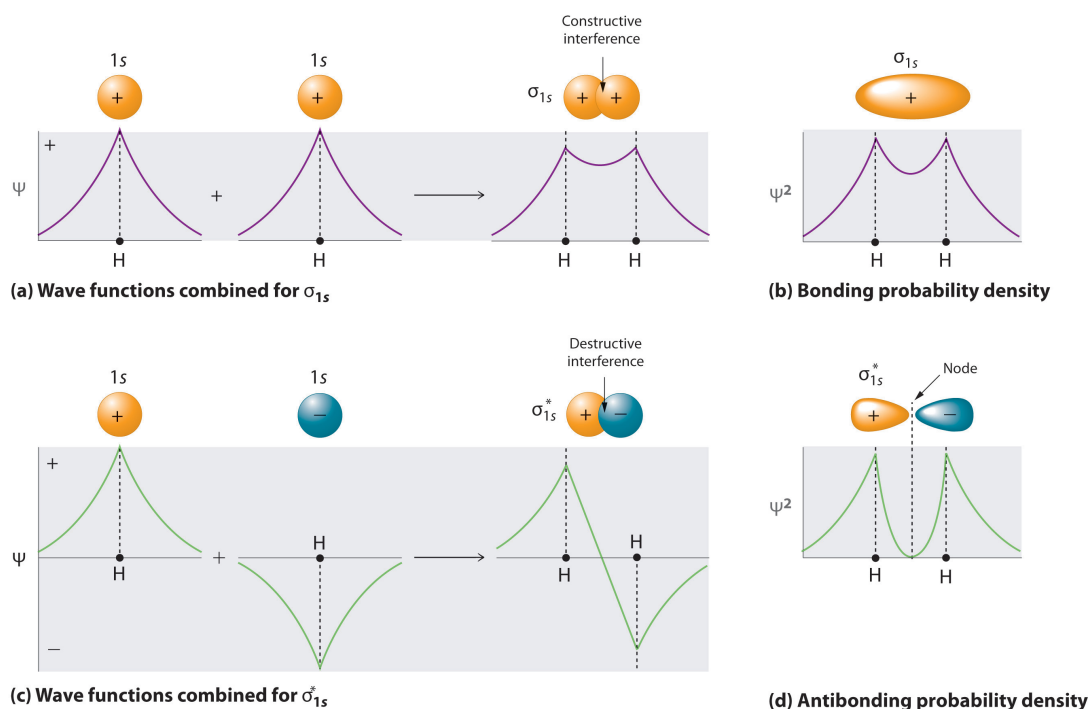 Constructive
interference
1s
1s
σ1s
σ1s
+
+
+ +
+
+
Ψ
+
Ψ²
H
H
H
H
H
H
(a) Wave functions combined for σ1s
(b) Bonding probability density
Destructive
interference
Node
1s
1s
σ*1s
σ*1s
+
−
+ −
+
−
+
H
H
Ψ
+
Ψ²
H
H
H
H
−
(c) Wave functions combined for σ*1s
(d) Antibonding probability density